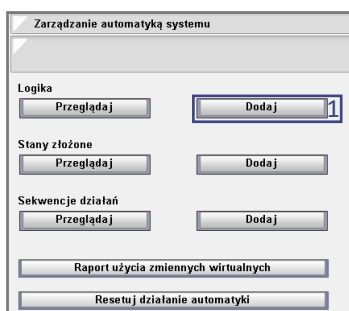 Zarządzanie automatyką systemu
Logika
Przeglądaj Dodaj 1
Stany złożone
Przeglądaj Dodaj
Sekwencje działań
Przeglądaj Dodaj
Raport użycia zmiennych wirtualnych
Resetuj działanie automatyki